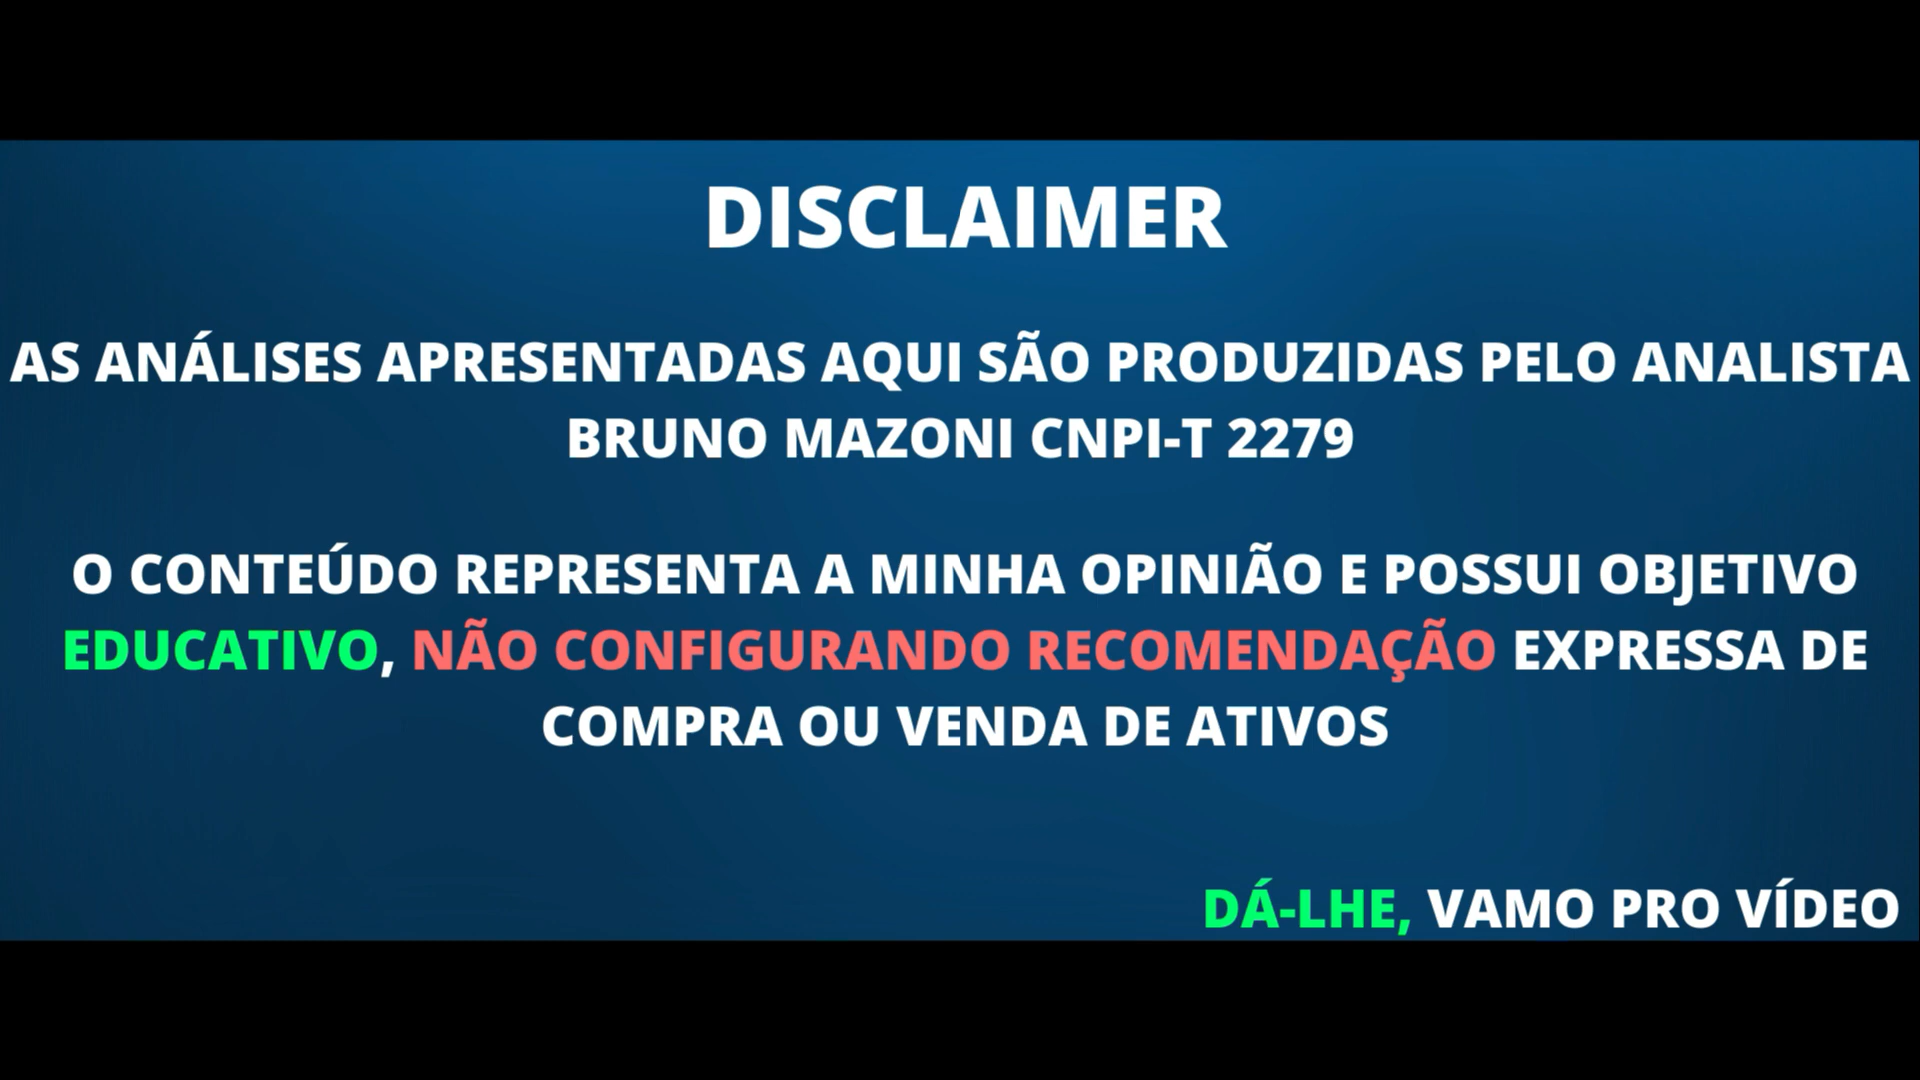 DISCLAIMER
AS ANÁLISES APRESENTADAS AQUI SÃO PRODUZIDAS PELO ANALISTA
BRUNO MAZONI CNPI-T 2279
O CONTEÚDO REPRESENTA A MINHA OPINIÃO E POSSUI OBJETIVO
EDUCATIVO, NÃO CONFIGURANDO RECOMENDAÇÃO EXPRESSA DE
COMPRA OU VENDA DE ATIVOS
DÁ-LHE, VAMO PRO VÍDEO